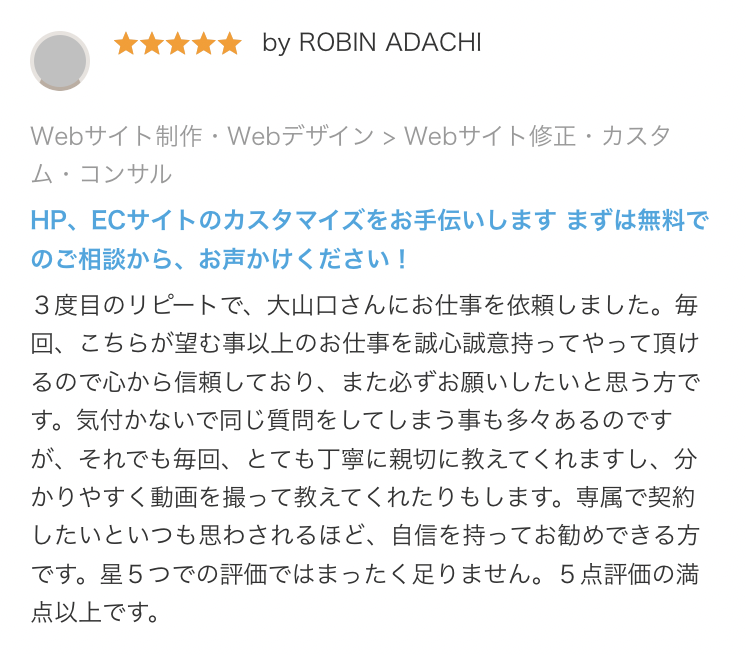 ★★★★★ by ROBIN ADACHI
Webサイト制作・Webデザイン > Webサイト修正・カスタ
ム・コンサル
HP、ECサイトのカスタマイズをお手伝いします まずは無料で
のご相談から、お声かけください！
３度目のリピートで、大山口さんにお仕事を依頼しました。毎
回、こちらが望む事以上のお仕事を誠心誠意持ってやって頂け
るので心から信頼しており、また必ずお願いしたいと思う方で
す。気付かないで同じ質問をしてしまう事も多々あるのです
が、それでも毎回、とても丁寧に親切に教えてくれますし、分
かりやすく動画を撮って教えてくれたりもします。専属で契約
したいといつも思わされるほど、自信を持ってお勧めできる方
です。星５つでの評価ではまったく足りません。５点評価の満
点以上です。